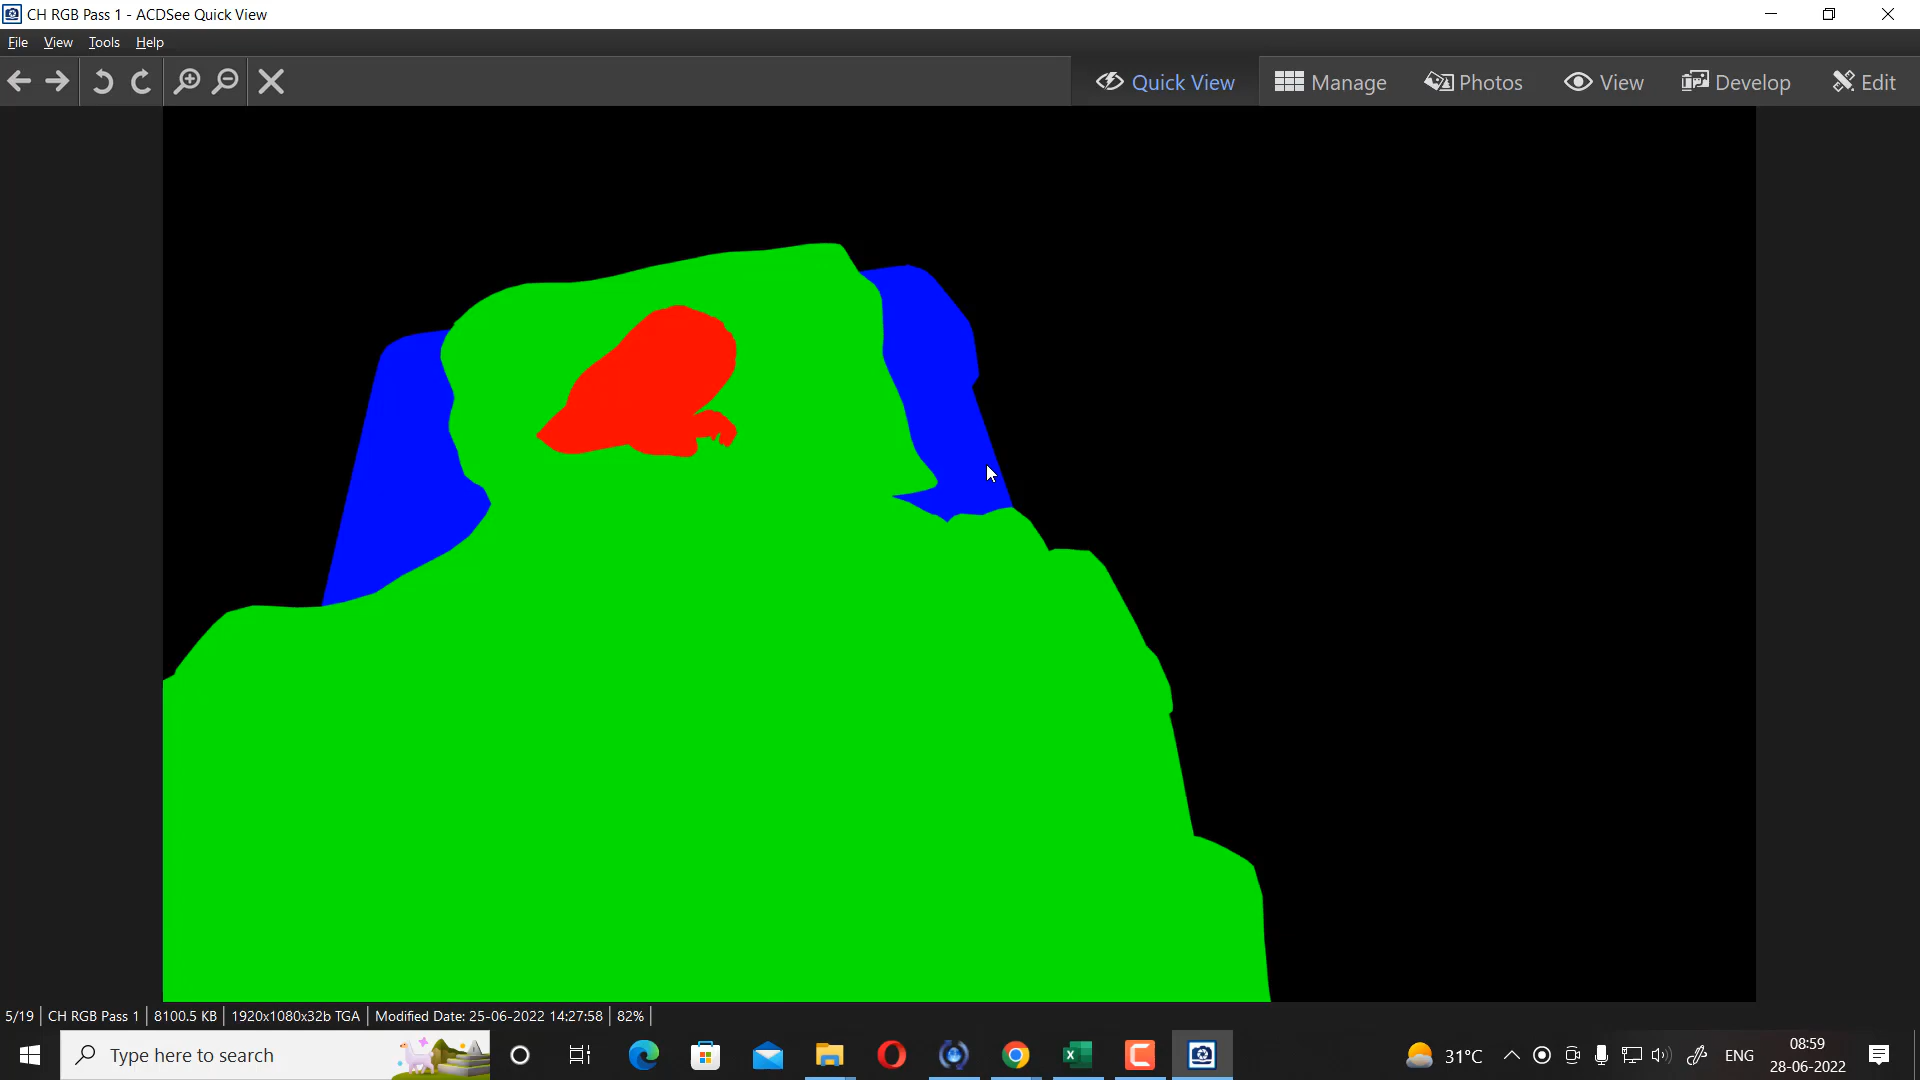 CH RGB Pass 1 - ACDSee Quick View
File View Tools Help
Quick View Manage Photos View Develop Edit
5/19 CH RGB Pass 1 8100.5 KB 1920x1080x32b TGA Modified Date: 25-06-2022 14:27:58 82%
Type here to search
31°C
ENG
08:59
28-06-2022